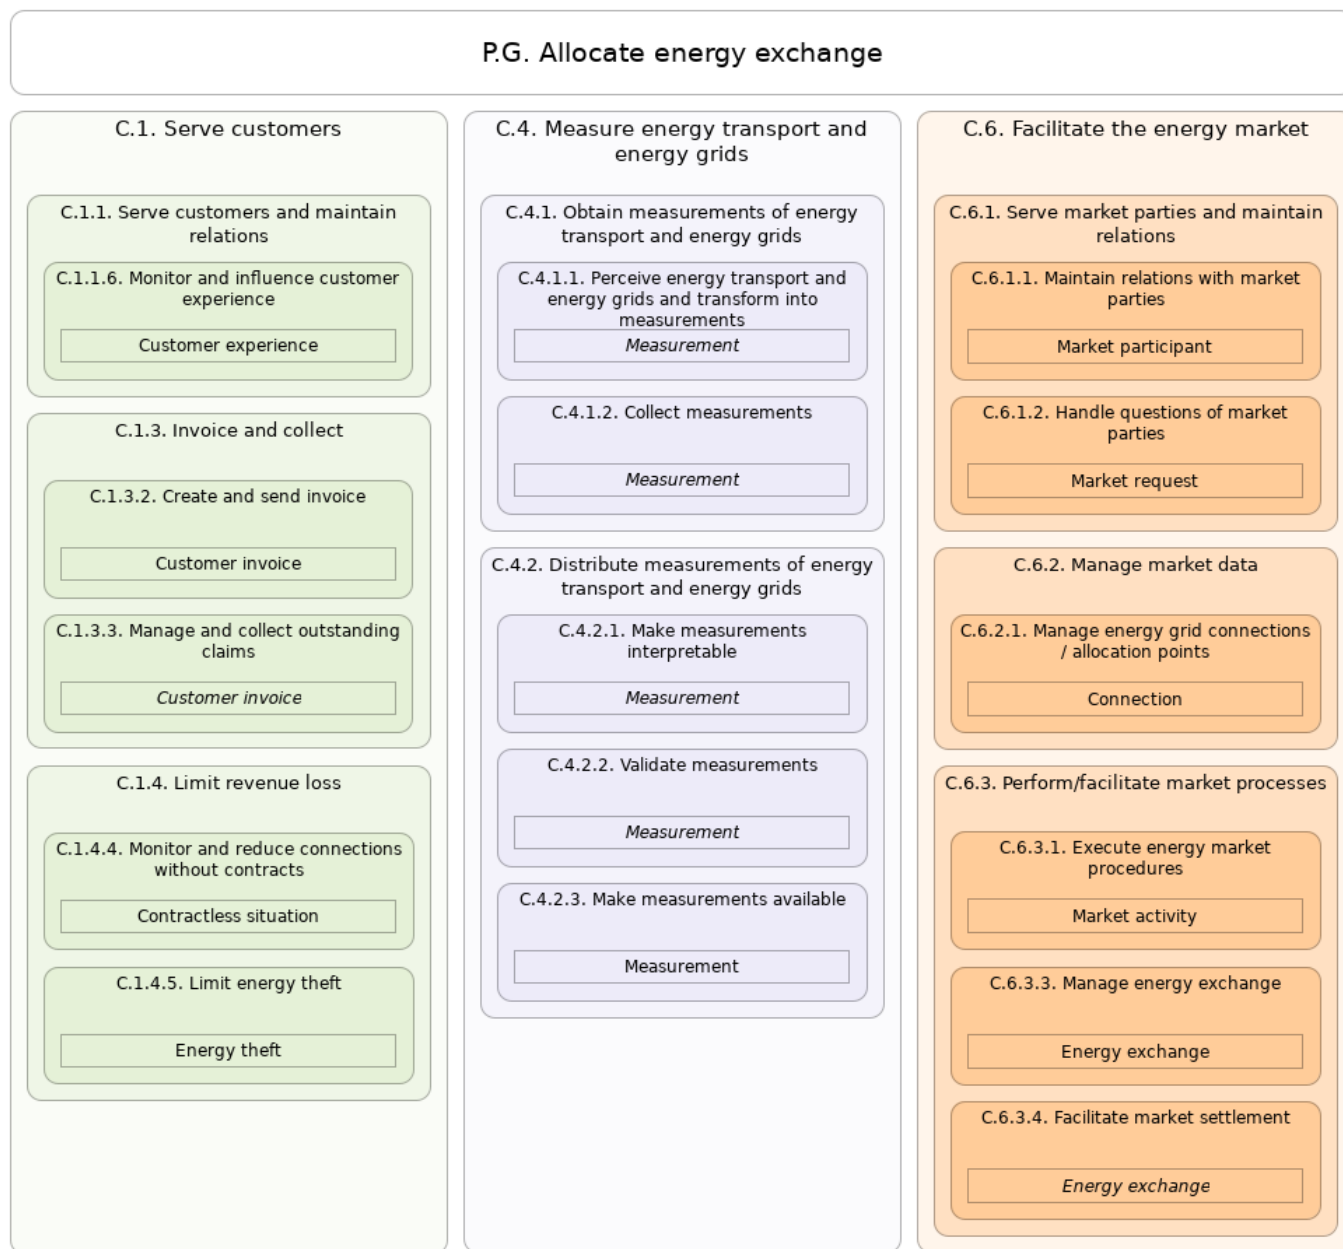 P.G. Allocate energy exchange
C.1. Serve customers
C.1.1. Serve customers and maintain
relations
C.1.1.6. Monitor and influence customer
experience
Customer experience
C.1.3. Invoice and collect
C.1.3.2. Create and send invoice
Customer invoice
C.1.3.3. Manage and collect outstanding
claims
Customer invoice
C.1.4. Limit revenue loss
C.1.4.4. Monitor and reduce connections
without contracts
Contractless situation
C.1.4.5. Limit energy theft
Energy theft
C.4. Measure energy transport and
energy grids
C.4.1. Obtain measurements of energy
transport and energy grids
C.4.1.1. Perceive energy transport and
energy grids and transform into
measurements
Measurement
C.4.1.2. Collect measurements
Measurement
C.4.2. Distribute measurements of energy
transport and energy grids
C.4.2.1. Make measurements
interpretable
Measurement
C.4.2.2. Validate measurements
Measurement
C.4.2.3. Make measurements available
Measurement
C.6. Facilitate the energy market
C.6.1. Serve market parties and maintain
relations
C.6.1.1. Maintain relations with market
parties
Market participant
C.6.1.2. Handle questions of market
parties
Market request
C.6.2. Manage market data
C.6.2.1. Manage energy grid connections
/ allocation points
Connection
C.6.3. Perform/facilitate market processes
C.6.3.1. Execute energy market
procedures
Market activity
C.6.3.3. Manage energy exchange
Energy exchange
C.6.3.4. Facilitate market settlement
Energy exchange